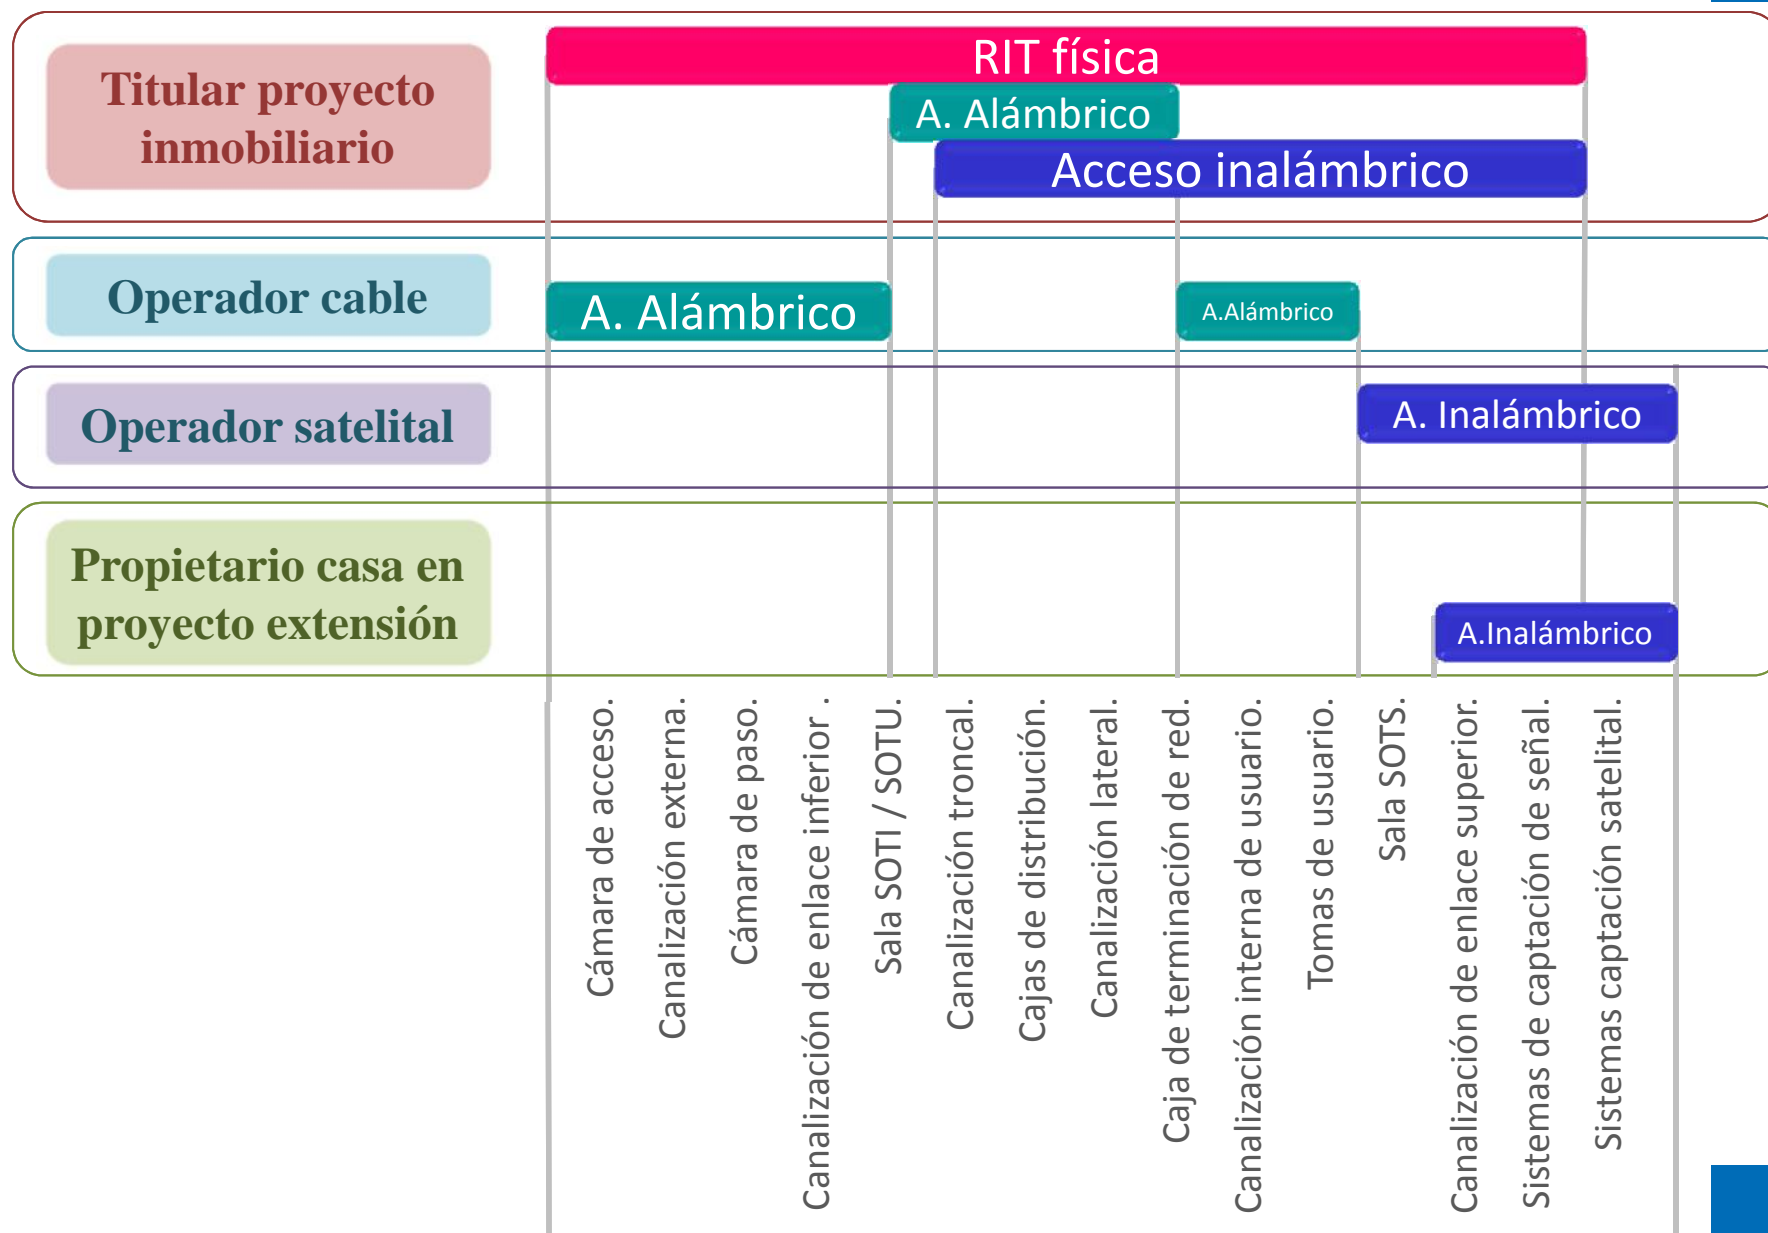 RIT física
Titular proyecto
inmobiliario
A. Alámbrico
Acceso inalámbrico
Operador cable
A. Alámbrico
A.Alámbrico
Operador satelital
A. Inalámbrico
Propietario casa en
proyecto extensión
A.Inalámbrico
Cámara de acceso.
Canalización externa.
Cámara de paso.
Canalización de enlace inferior .
Sala SOTI / SOTU.
Canalización troncal.
Cajas de distribución.
Canalización lateral.
Caja de terminación de red.
Canalización interna de usuario.
Tomas de usuario.
Sala SOTS.
Canalización de enlace superior.
Sistemas de captación de señal.
Sistemas captación satelital.